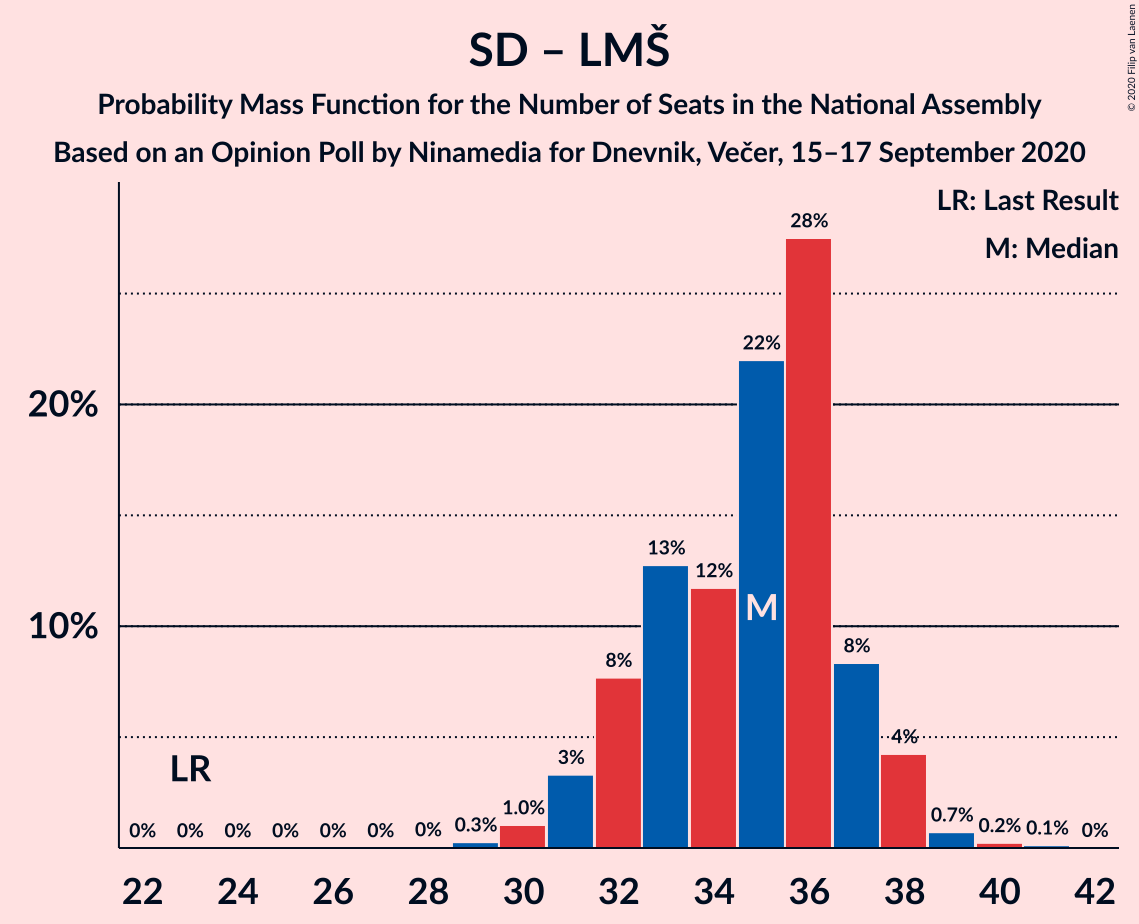 SD – LMŠ
Probability Mass Function for the Number of Seats in the National Assembly
Based on an Opinion Poll by Ninamedia for Dnevnik, Večer, 15–17 September 2020
© 2020 Filip van Laenen
LR: Last Result
M: Median
28%
22%
20%
13%
12%
M
10%
8%
8%
4%
3%
LR
1.0%
0.7%
0% 0% 0% 0% 0% 0% 0% 0.3% 0.2% 0.1% 0%
22 24 26 28 30 32 34 36 38 40 42